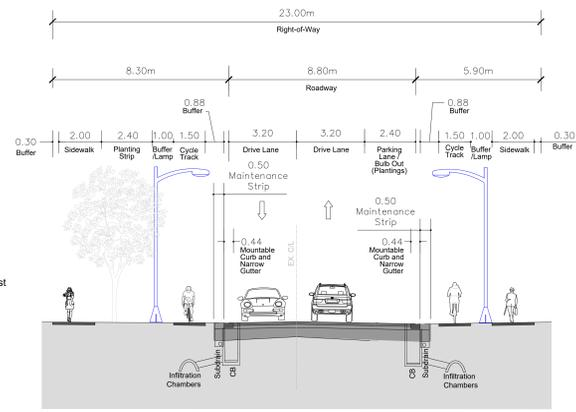 23.00m
Right-of-Way
8.30m
8.80m
5.90m
Roadway
0.88
Buffer
0.88
Buffer
0.30
Buffer
2.00
Sidewalk
2.40
Planting
Strip
1.00
Buffer
/Lamp
1.50
Cycle
Track
3.20
Drive Lane
3.20
Drive Lane
2.40
Parking
Lane /
Bulb Out
(Plantings)
1.50
Cycle
Track
1.00
Buffer
/Lamp
2.00
Sidewalk
0.30
Buffer
0.50
Maintenance
Strip
0.50
Maintenance
Strip
0.44
Mountable
Curb and
Narrow
Gutter
EX C/L
0.44
Mountable
Curb and
Narrow
Gutter
st
Infiltration
Chambers
Subdrain
CB
CB
Subdrain
Infiltration
Chambers